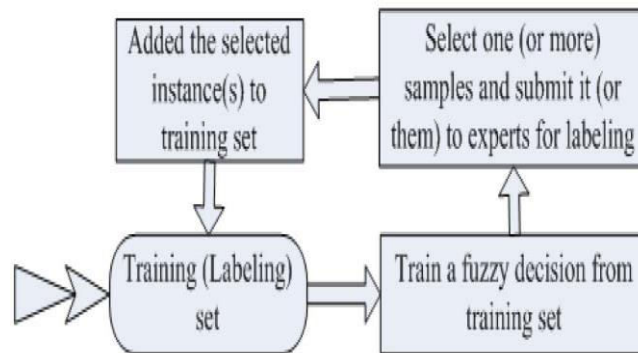 Added the selected
instance(s) to
training set
Select one (or more)
samples and submit it (or
them) to experts for labeling
Training (Labeling)
set
Train a fuzzy decision from
training set